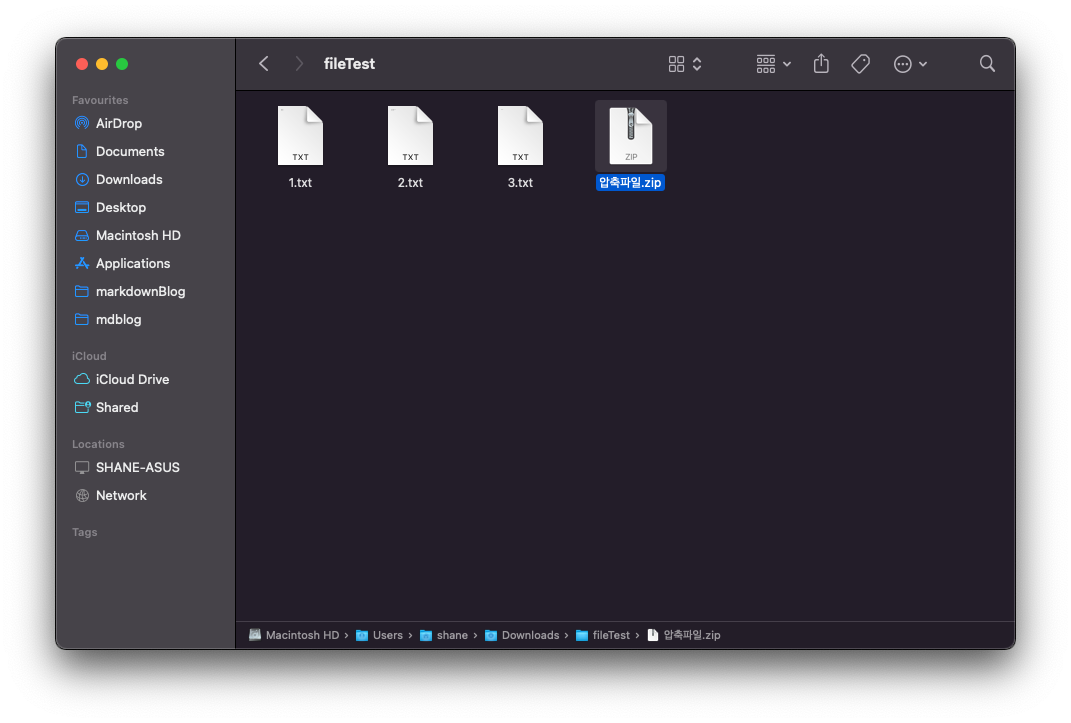 fileTest
Favourites
AirDrop
Documents
Downloads
Desktop
Macintosh HD
Applications
markdownBlog
mdblog
iCloud
iCloud Drive
Shared
Locations
SHANE-ASUS
Network
Tags
TXT TXT TXT ZIP
1.txt 2.txt 3.txt 압축파일.zip
Macintosh HD › Users › shane › Downloads › fileTest › 압축파일.zip